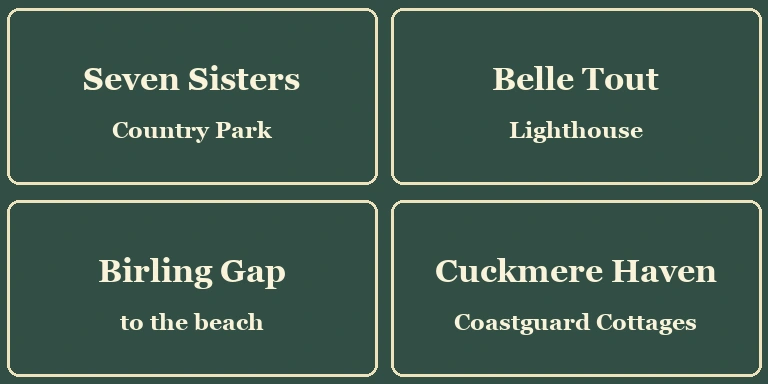 Seven Sisters
Country Park
Belle Tout
Lighthouse
Birling Gap
to the beach
Cuckmere Haven
Coastguard Cottages